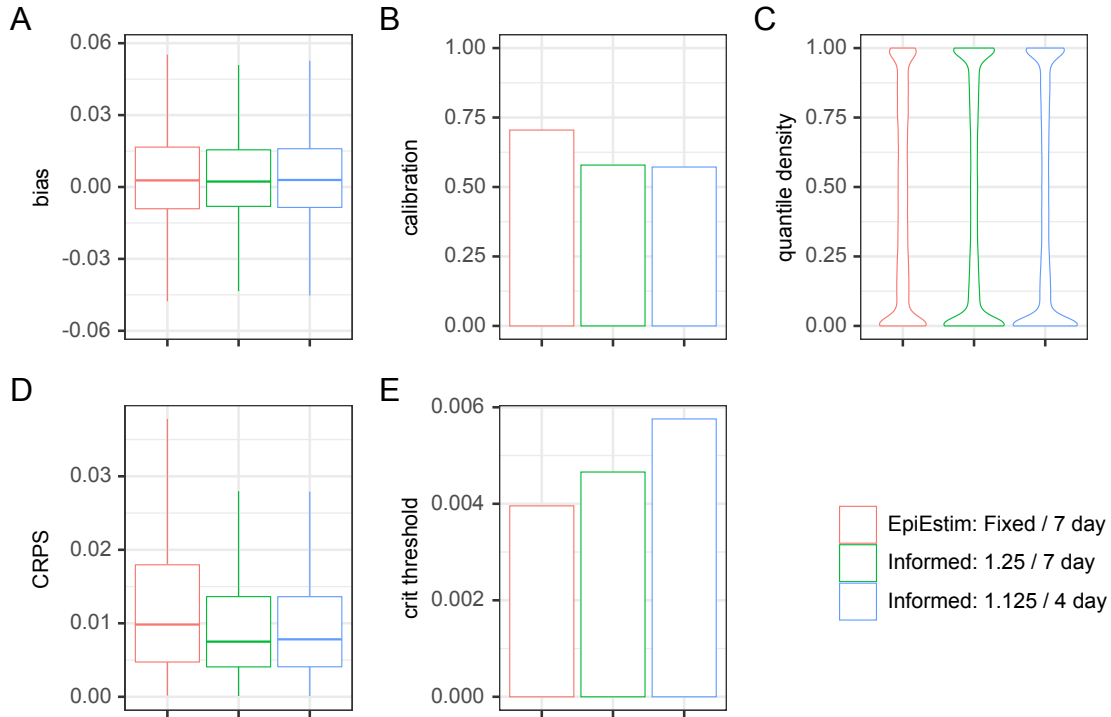 A
bias
0.06
0.03
0.00
-0.03
-0.06
B
calibration
1.00
0.75
0.50
0.25
0.00
C
quantile density
1.00
0.75
0.50
0.25
0.00
D
CRPS
0.03
0.02
0.01
0.00
E
crit threshold
0.006
0.004
0.002
0.000
EpiEstim: Fixed / 7 day
Informed: 1.25 / 7 day
Informed: 1.125 / 4 day